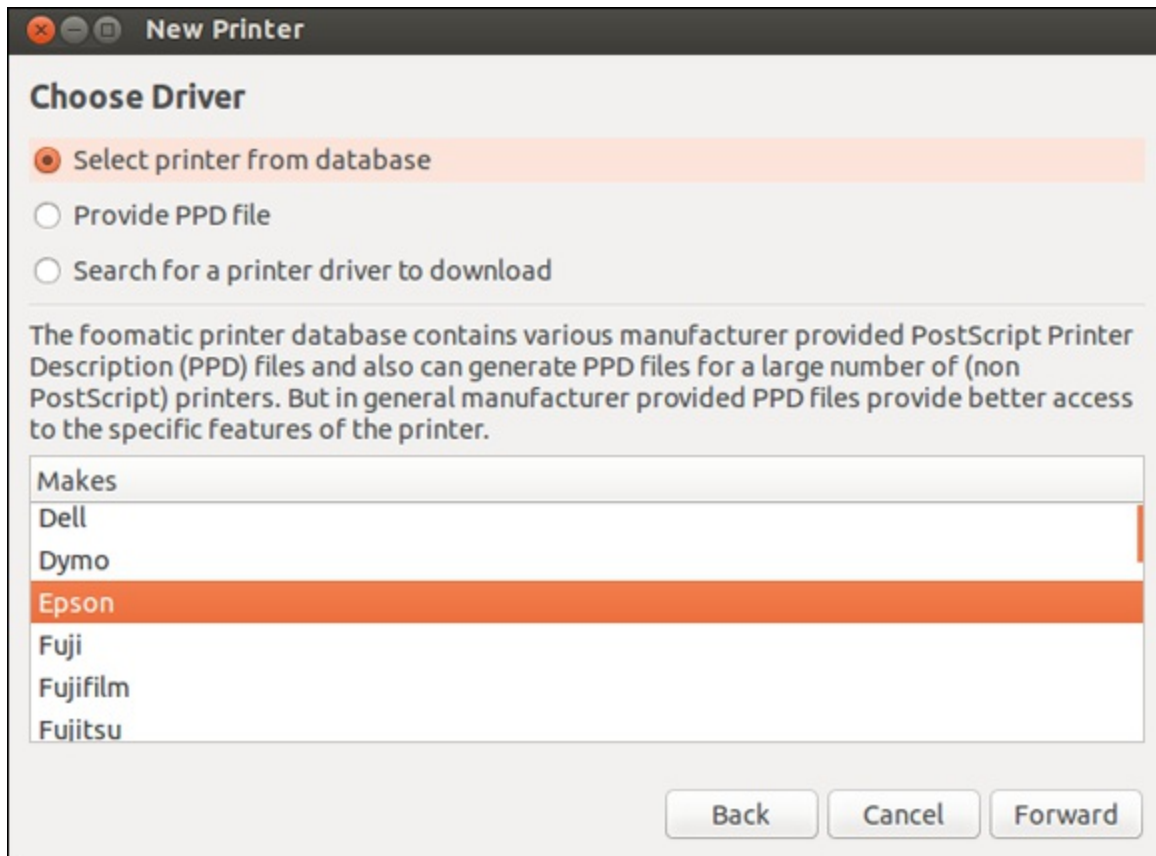 New Printer
Choose Driver
Select printer from database
Provide PPD file
Search for a printer driver to download
The foomatic printer database contains various manufacturer provided PostScript Printer
Description (PPD) files and also can generate PPD files for a large number of (non
PostScript) printers. But in general manufacturer provided PPD files provide better access
to the specific features of the printer.
Makes
Dell
Dymo
Epson
Fuji
Fujifilm
Fujitsu
Back Cancel Forward